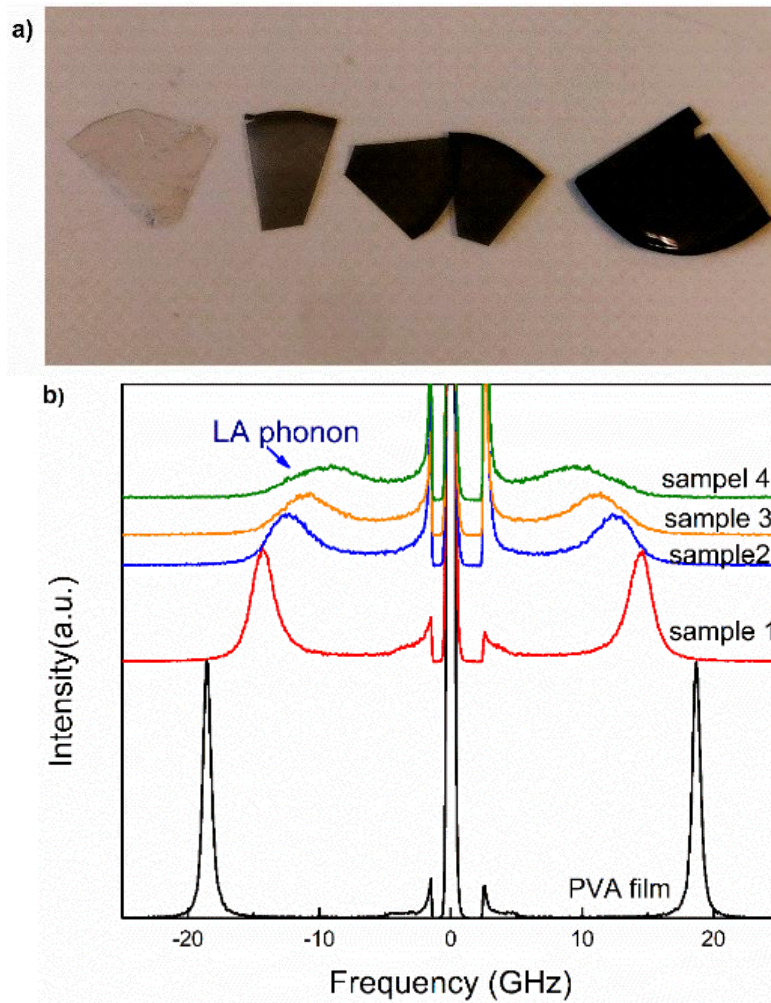 a)
b)
LA phonon
sampel 4
sample 3
sample2
sample 1
PVA film
Intensity(a.u.)
-20 -10 0 10 20
Frequency (GHz)